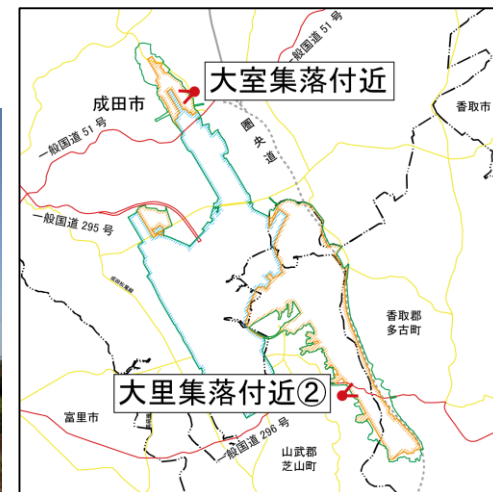 大室集落付近
成田市
香取市
一般国道 51 号
圏央道
一般国道 51 号
一般国道 295 号
香取郡
多古町
大里集落付近②
富里市
一般国道 296 号
山武郡
芝山町